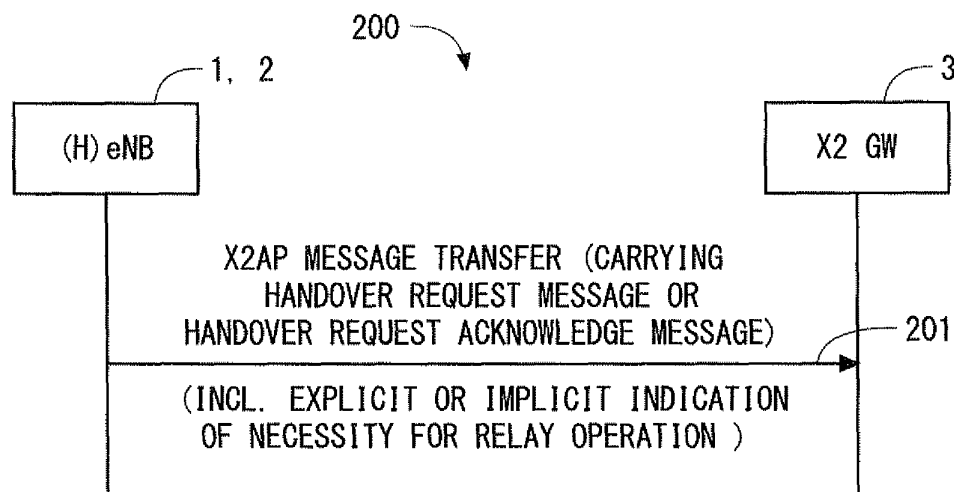 200
1, 2
3
(H)eNB
X2 GW
X2AP MESSAGE TRANSFER (CARRYING
HANDOVER REQUEST MESSAGE OR
HANDOVER REQUEST ACKNOWLEDGE MESSAGE)
201
(INCL. EXPLICIT OR IMPLICIT INDICATION
OF NECESSITY FOR RELAY OPERATION )